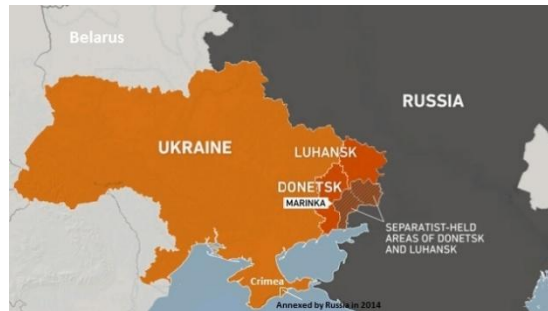 Belarus
RUSSIA
UKRAINE
LUHANSK
DONETSK
MARINKA
SEPARATIST-HELD
AREAS OF DONETSK
AND LUHANSK
Crimea
Annexed by Russia in 2014